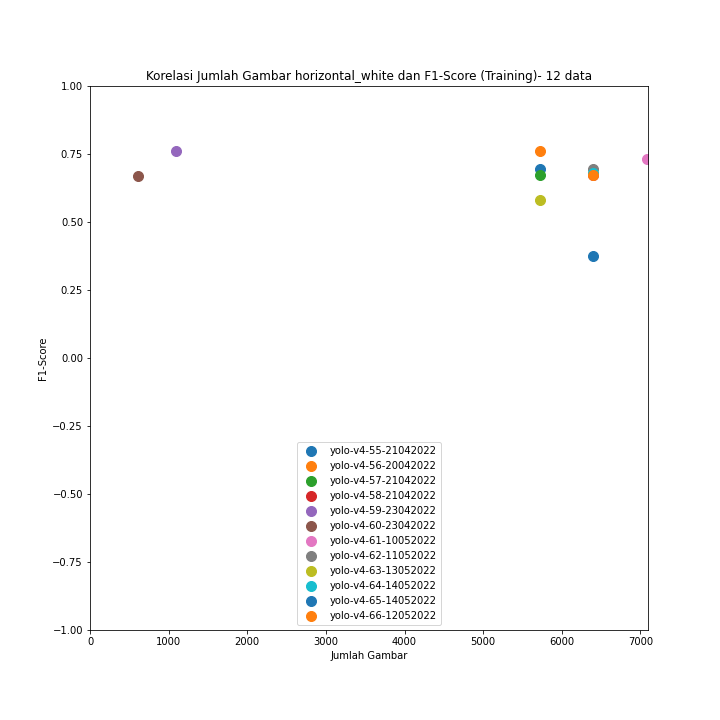 Korelasi Jumlah Gambar horizontal_white dan F1-Score (Training)- 12 data
1.00
0.75
0.50
0.25
0.00
−0.25
−0.50
−0.75
−1.00
F1-Score
yolo-v4-55-21042022
yolo-v4-56-20042022
yolo-v4-57-21042022
yolo-v4-58-21042022
yolo-v4-59-23042022
yolo-v4-60-23042022
yolo-v4-61-10052022
yolo-v4-62-11052022
yolo-v4-63-13052022
yolo-v4-64-14052022
yolo-v4-65-14052022
yolo-v4-66-12052022
0 1000 2000 3000 4000 5000 6000 7000
Jumlah Gambar